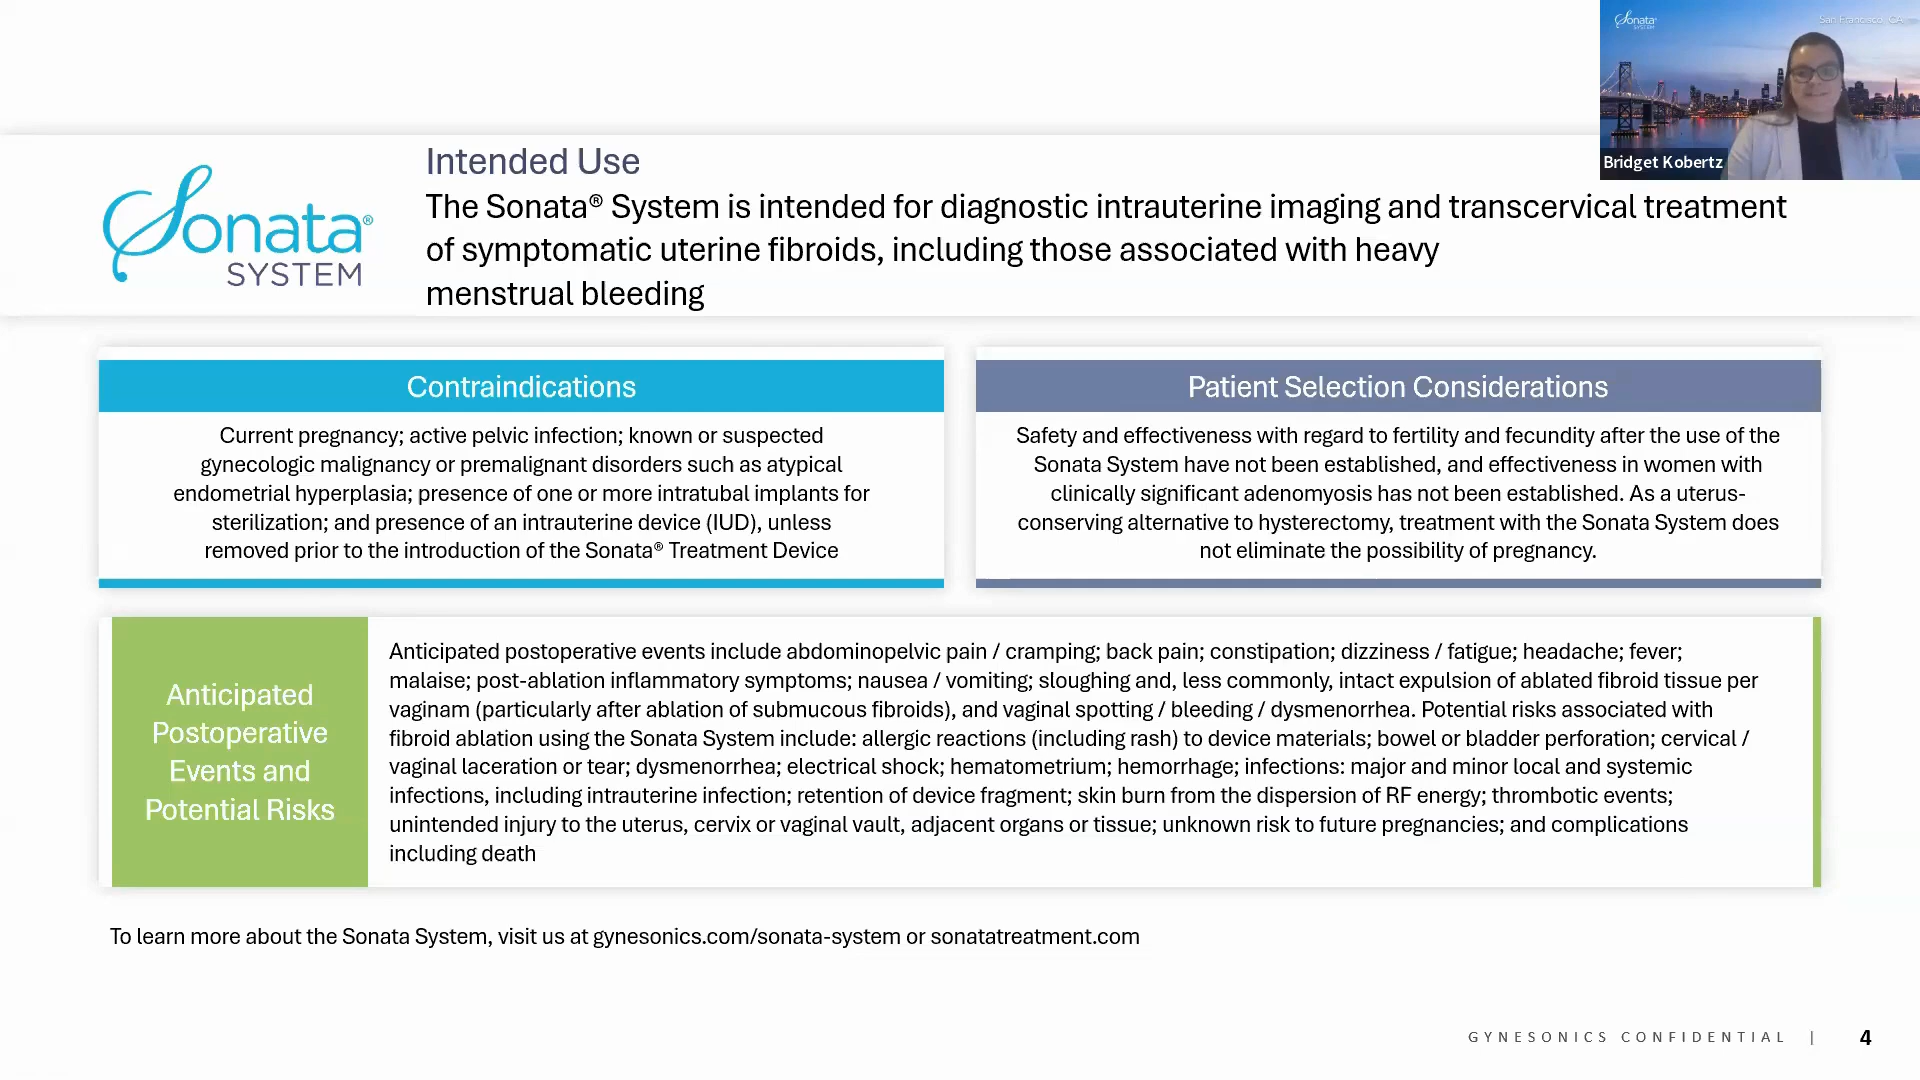 Sonata
SYSTEM
San Francisco, CA
Bridget Kobertz
Sonata®
SYSTEM
Intended Use
The Sonata® System is intended for diagnostic intrauterine imaging and transcervical treatment
of symptomatic uterine fibroids, including those associated with heavy
menstrual bleeding
Contraindications
Current pregnancy; active pelvic infection; known or suspected
gynecologic malignancy or premalignant disorders such as atypical
endometrial hyperplasia; presence of one or more intratubal implants for
sterilization; and presence of an intrauterine device (IUD), unless
removed prior to the introduction of the Sonata® Treatment Device
Patient Selection Considerations
Safety and effectiveness with regard to fertility and fecundity after the use of the
Sonata System have not been established, and effectiveness in women with
clinically significant adenomyosis has not been established. As a uterus-
conserving alternative to hysterectomy, treatment with the Sonata System does
not eliminate the possibility of pregnancy.
Anticipated
Postoperative
Events and
Potential Risks
Anticipated postoperative events include abdominopelvic pain / cramping; back pain; constipation; dizziness / fatigue; headache; fever;
malaise; post-ablation inflammatory symptoms; nausea / vomiting; sloughing and, less commonly, intact expulsion of ablated fibroid tissue per
vaginam (particularly after ablation of submucous fibroids), and vaginal spotting / bleeding / dysmenorrhea. Potential risks associated with
fibroid ablation using the Sonata System include: allergic reactions (including rash) to device materials; bowel or bladder perforation; cervical /
vaginal laceration or tear; dysmenorrhea; electrical shock; hematometrium; hemorrhage; infections: major and minor local and systemic
infections, including intrauterine infection; retention of device fragment; skin burn from the dispersion of RF energy; thrombotic events;
unintended injury to the uterus, cervix or vaginal vault, adjacent organs or tissue; unknown risk to future pregnancies; and complications
including death
To learn more about the Sonata System, visit us at gynesonics.com/sonata-system or sonatatreatment.com
GYNESONICS CONFIDENTIAL | 4